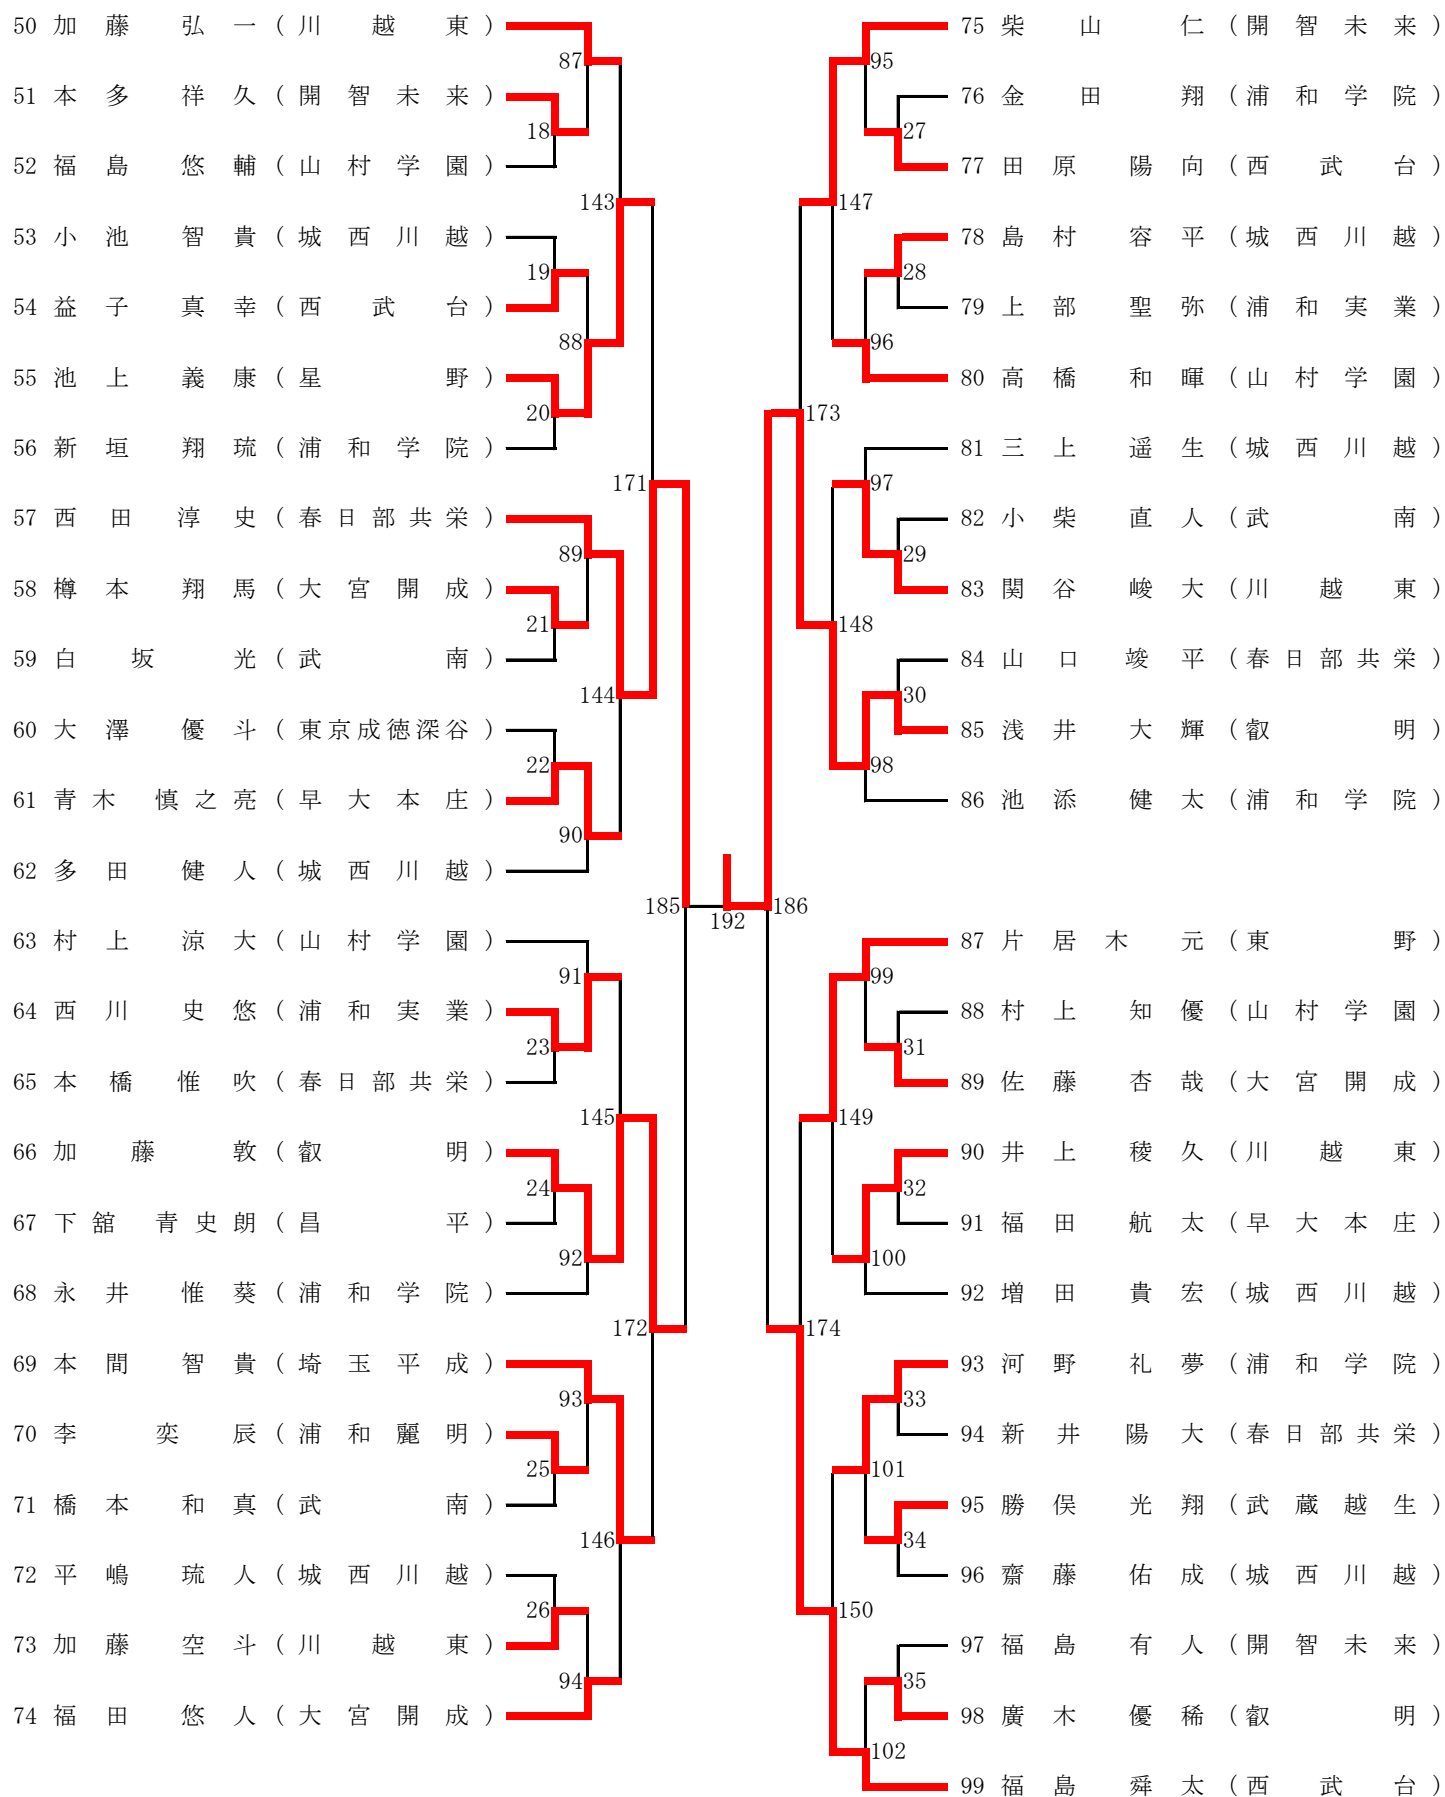 50 加藤 弘一 (川越東)
87
51 本多 祥久 (開智未来)
18
52 福島 悠輔 (山村学園)
143
53 小池 智貴 (城西川越)
19
54 益子 真幸 (西武台)
88
55 池上 義康 (星野)
20
56 新垣 翔琉 (浦和学院)
171
57 西田 淳史 (春日部共栄)
89
58 樽本 翔馬 (大宮開成)
21
59 白坂 光 (武南)
144
60 大澤 優斗 (東京成徳深谷)
22
61 青木 慎之亮 (早大本庄)
90
62 多田 健人 (城西川越)
185
63 村上 涼大 (山村学園)
91
64 西川 史悠 (浦和実業)
23
65 本橋 惟吹 (春日部共栄)
145
66 加藤 敦 (叡明)
24
67 下舘 青史朗 (昌平)
92
68 永井 惟葵 (浦和学院)
172
69 本間 智貴 (埼玉平成)
93
70 李 奕辰 (浦和麗明)
25
71 橋本 和真 (武南)
146
72 平嶋 琉人 (城西川越)
26
73 加藤 空斗 (川越東)
94
74 福田 悠人 (大宮開成)
192
75 柴山 仁 (開智未来)
95
76 金田 翔 (浦和学院)
27
77 田原 陽向 (西武台)
147
78 島村 容平 (城西川越)
28
79 上部 聖弥 (浦和実業)
96
80 高橋 和暉 (山村学園)
173
81 三上 遥生 (城西川越)
97
82 小柴 直人 (武南)
29
83 関谷 峻大 (川越東)
148
84 山口 竣平 (春日部共栄)
30
85 浅井 大輝 (叡明)
98
86 池添 健太 (浦和学院)
186
87 片居木 元 (東野)
99
88 村上 知優 (山村学園)
31
89 佐藤 杏哉 (大宮開成)
149
90 井上 稜久 (川越東)
32
91 福田 航太 (早大本庄)
100
92 増田 貴宏 (城西川越)
174
93 河野 礼夢 (浦和学院)
33
94 新井 陽大 (春日部共栄)
101
95 勝俣 光翔 (武蔵越生)
34
96 齋藤 佑成 (城西川越)
150
97 福島 有人 (開智未来)
35
98 廣木 優稀 (叡明)
102
99 福島 舜太 (西武台)